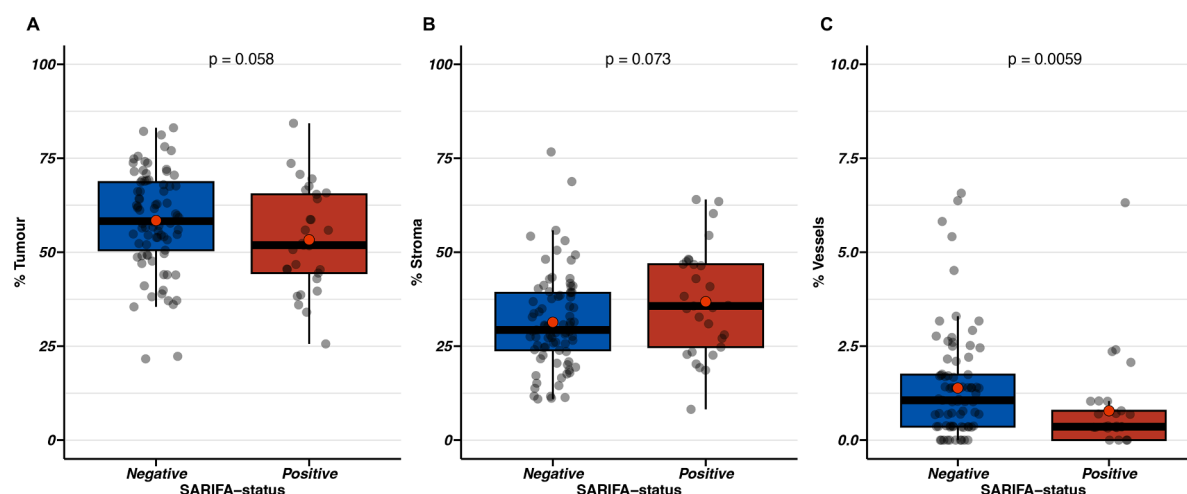 A
p = 0.058
100
75
50
25
0
% Tumour
Negative
Positive
SARIFA–status
B
p = 0.073
100
75
50
25
0
% Stroma
Negative
Positive
SARIFA–status
C
p = 0.0059
10.0
7.5
5.0
2.5
0.0
% Vessels
Negative
Positive
SARIFA–status